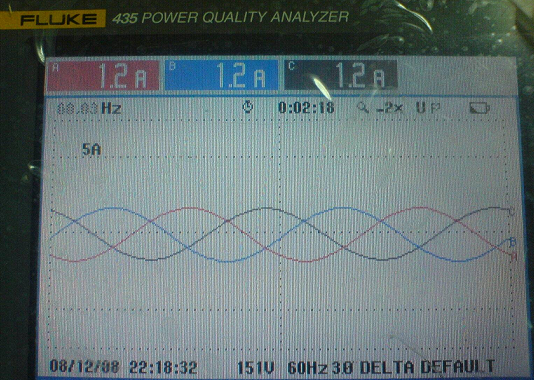 FLUKE 435 POWER QUALITY ANALYZER
A 1.2 A B 1.2 A C 1.2 A
Hz 0:02:18 -2x U
5A
C
B
A
08/12/08 22:18:32 151V 60Hz 3Ø DELTA DEFAULT